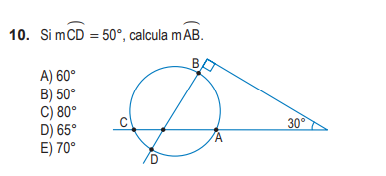 10. Si mCD = 50°, calcula mAB.
A) 60°
B) 50°
C) 80°
D) 65°
E) 70°
B
C
A
30°
D